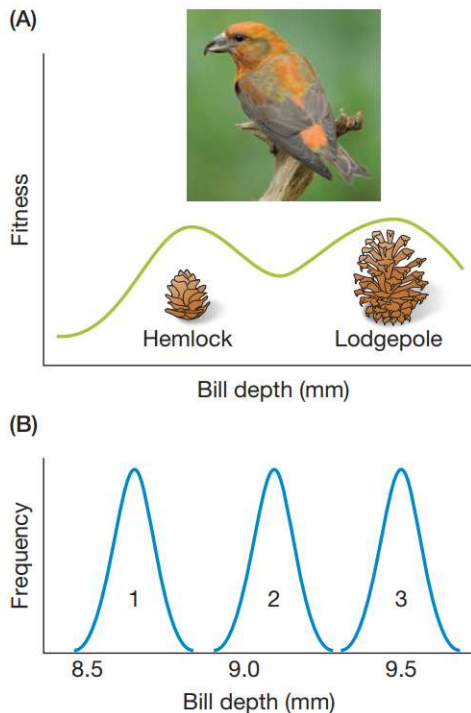 (A)
Fitness
Hemlock
Lodgepole
Bill depth (mm)
(B)
Frequency
1
2
3
8.5
9.0
9.5
Bill depth (mm)